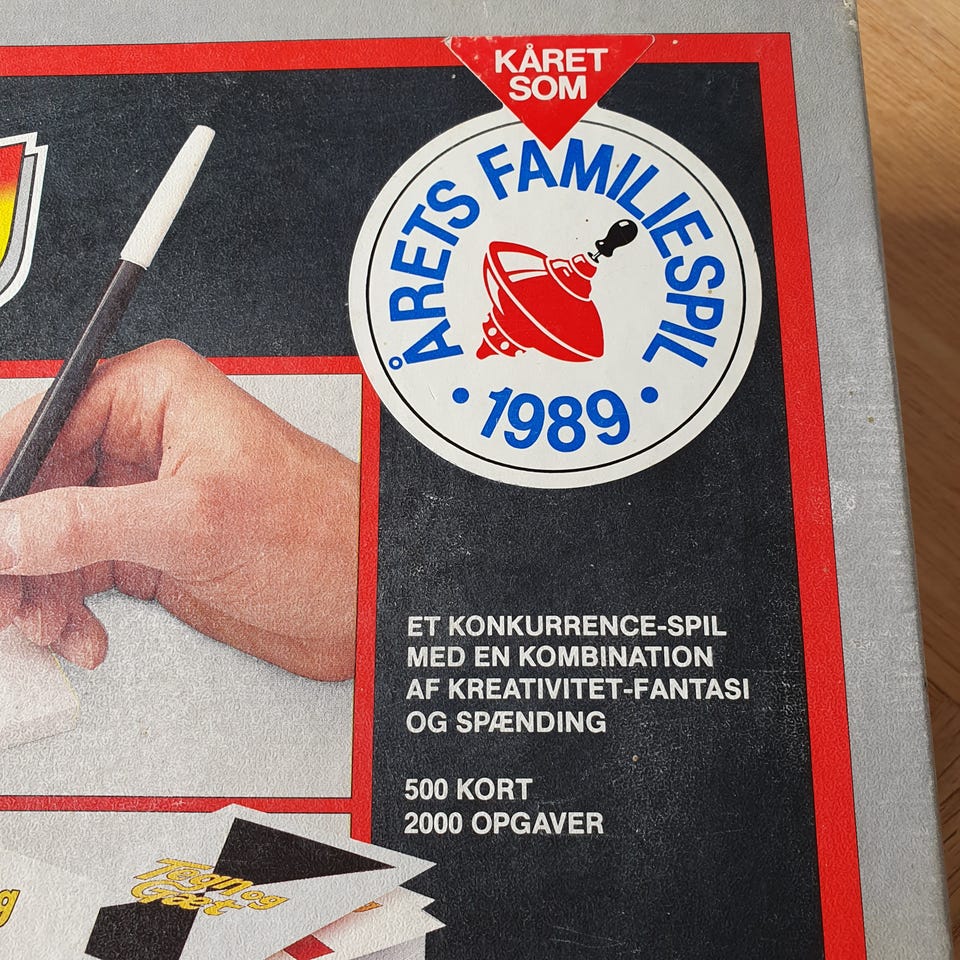 KÅRET
SOM
ÅRETS FAMILIESPIL
• 1989 •
ET KONKURRENCE-SPIL
MED EN KOMBINATION
AF KREATIVITET-FANTASI
OG SPÆNDING
500 KORT
2000 OPGAVER
Tegn og
Gæt
g